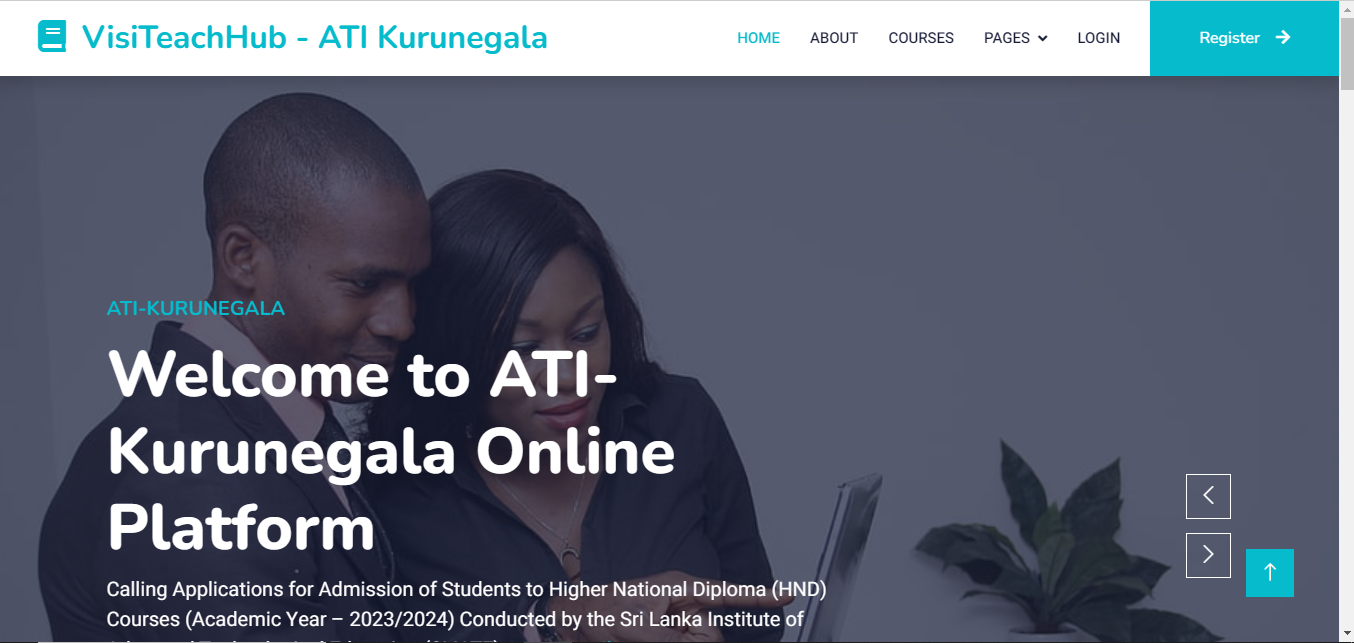 VisiTeachHub - ATI Kurunegala
HOME
ABOUT
COURSES
PAGES
LOGIN
Register
ATI-KURUNEGALA
Welcome to ATI-
Kurunegala Online
Platform
Calling Applications for Admission of Students to Higher National Diploma (HND)
Courses (Academic Year – 2023/2024) Conducted by the Sri Lanka Institute of